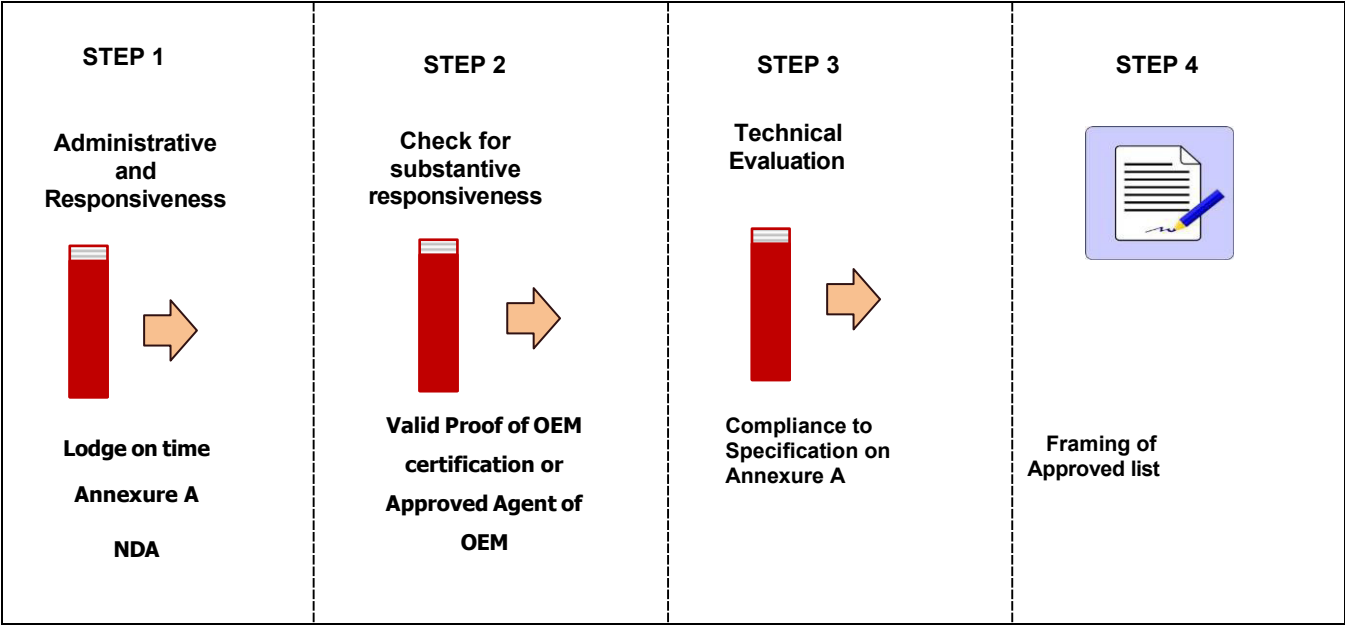 STEP 1
Administrative
and
Responsiveness
Lodge on time
Annexure A
NDA
STEP 2
Check for
substantive
responsiveness
Valid Proof of OEM
certification or
Approved Agent of
OEM
STEP 3
Technical
Evaluation
Compliance to
Specification on
Annexure A
STEP 4
Framing of
Approved list